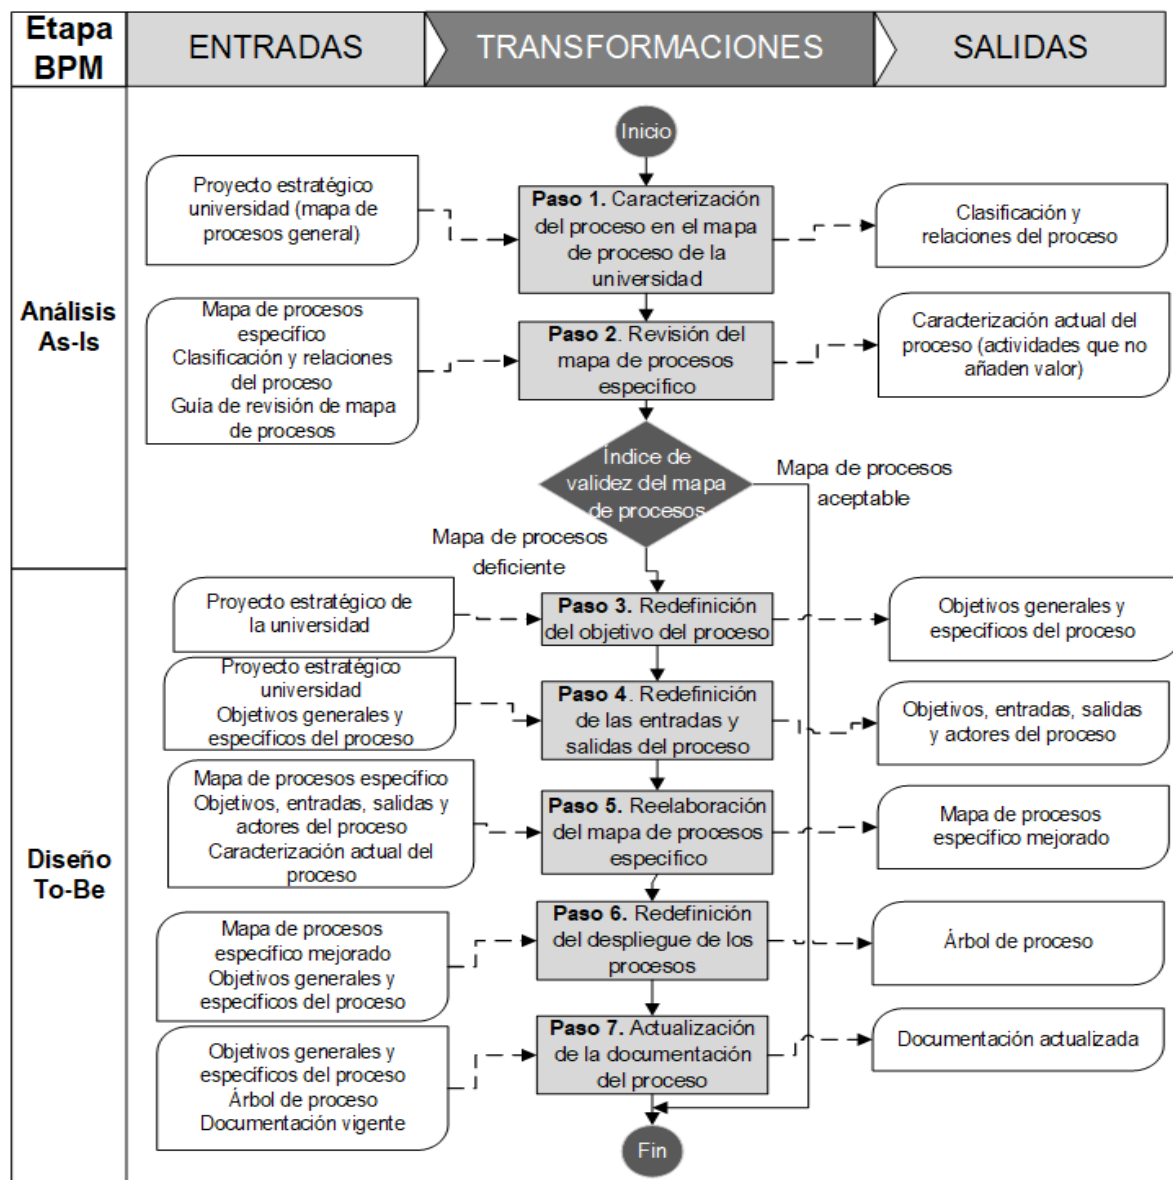 Etapa
BPM
ENTRADAS
TRANSFORMACIONES
SALIDAS
Análisis
As-Is
Inicio
Proyecto estratégico
universidad (mapa de
procesos general)
Paso 1. Caracterización
del proceso en el mapa
de proceso de la
universidad
Clasificación y
relaciones del proceso
Mapa de procesos
específico
Clasificación y relaciones
del proceso
Guía de revisión de mapa
de procesos
Paso 2. Revisión del
mapa de procesos
específico
Caracterización actual del
proceso (actividades que no
añaden valor)
Índice de
validez del mapa
de procesos
Mapa de procesos
aceptable
Mapa de procesos
deficiente
Diseño
To-Be
Proyecto estratégico de
la universidad
Paso 3. Redefinición
del objetivo del proceso
Objetivos generales y
específicos del proceso
Proyecto estratégico
universidad
Objetivos generales y
específicos del proceso
Paso 4. Redefinición
de las entradas y
salidas del proceso
Objetivos, entradas, salidas
y actores del proceso
Mapa de procesos específico
Objetivos, entradas, salidas y
actores del proceso
Caracterización actual del
proceso
Paso 5. Reelaboración
del mapa de procesos
específico
Mapa de procesos
específico mejorado
Mapa de procesos
específico mejorado
Objetivos generales y
específicos del proceso
Paso 6. Redefinición
del despliegue de los
procesos
Árbol de proceso
Objetivos generales y
específicos del proceso
Árbol de proceso
Documentación vigente
Paso 7. Actualización
de la documentación
del proceso
Documentación actualizada
Fin